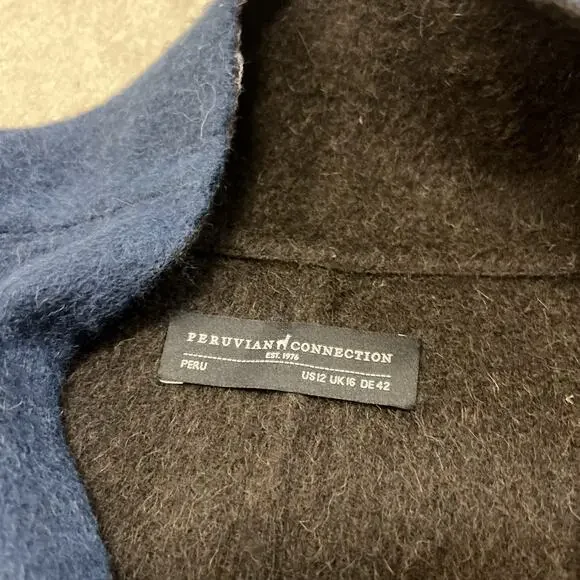 PERUVIAN CONNECTION
EST. 1976
PERU US12 UK16 DE42